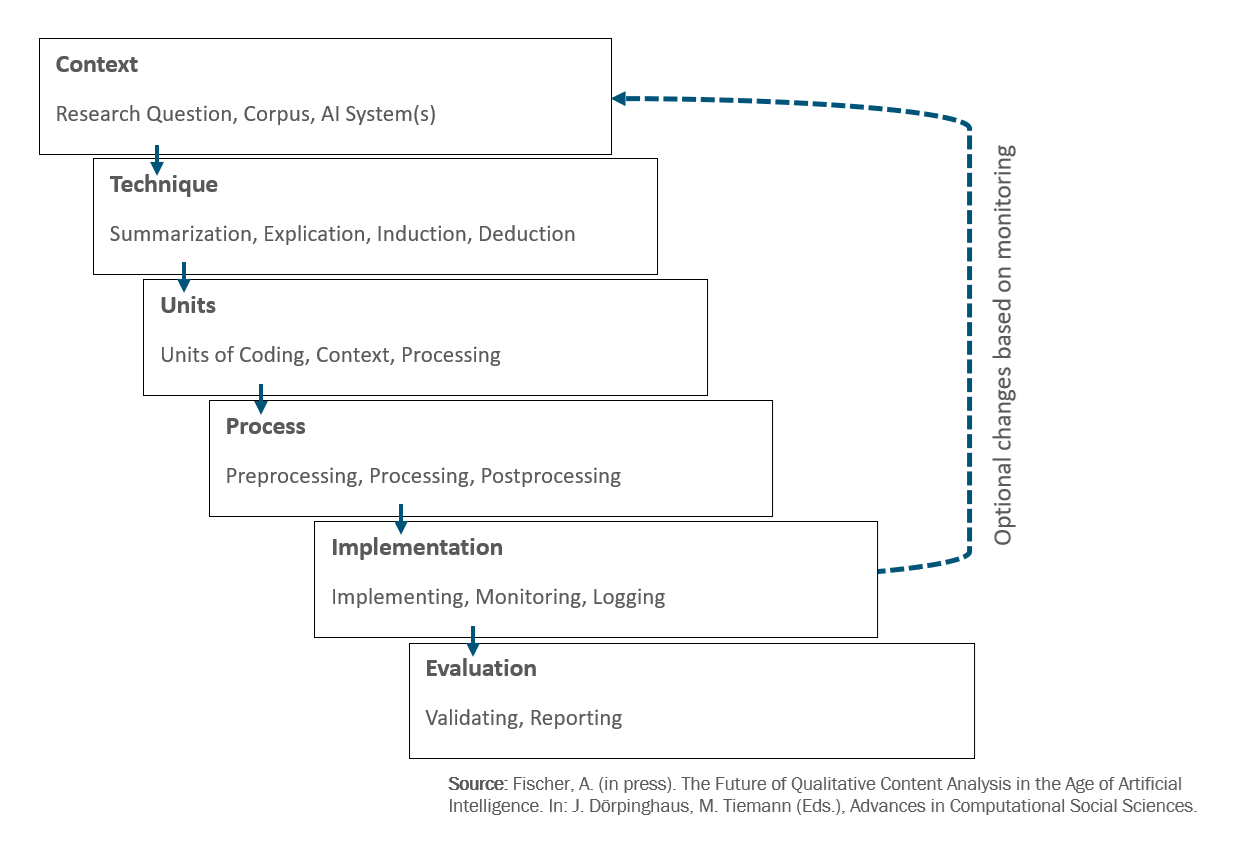 Context
Research Question, Corpus, AI System(s)
Technique
Summarization, Explication, Induction, Deduction
Units
Units of Coding, Context, Processing
Process
Preprocessing, Processing, Postprocessing
Implementation
Implementing, Monitoring, Logging
Evaluation
Validating, Reporting
Optional changes based on monitoring
Source: Fischer, A. (in press). The Future of Qualitative Content Analysis in the Age of Artificial
Intelligence. In: J. Dörpinghaus, M. Tiemann (Eds.), Advances in Computational Social Sciences.